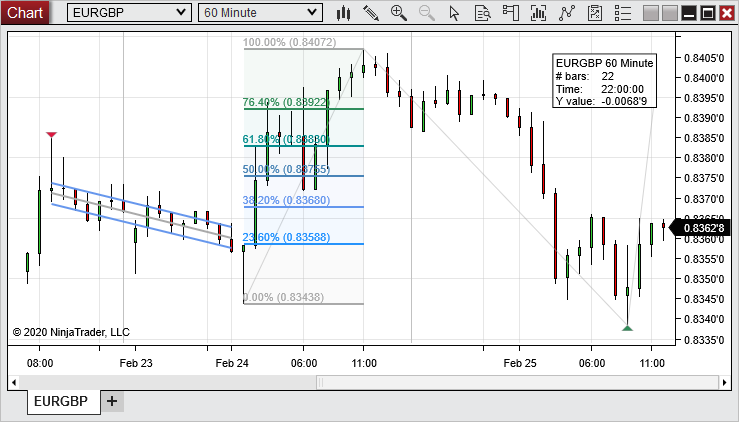 Chart
EURGBP
60 Minute
100.00% (0.84072)
76.40% (0.83922)
61.80% (0.83830)
50.00% (0.83755)
38.20% (0.83680)
23.60% (0.83588)
0.00% (0.83438)
EURGBP 60 Minute
# bars: 22
Time: 22:00:00
Y value: -0.0068'9
0.8405'0
0.8400'0
0.8395'0
0.8390'0
0.8385'0
0.8380'0
0.8375'0
0.8370'0
0.8365'0
0.8362'8
0.8360'0
0.8355'0
0.8350'0
0.8345'0
0.8340'0
0.8335'0
© 2020 NinjaTrader, LLC
08:00
Feb 23
Feb 24
06:00
11:00
Feb 25
06:00
11:00
EURGBP
+